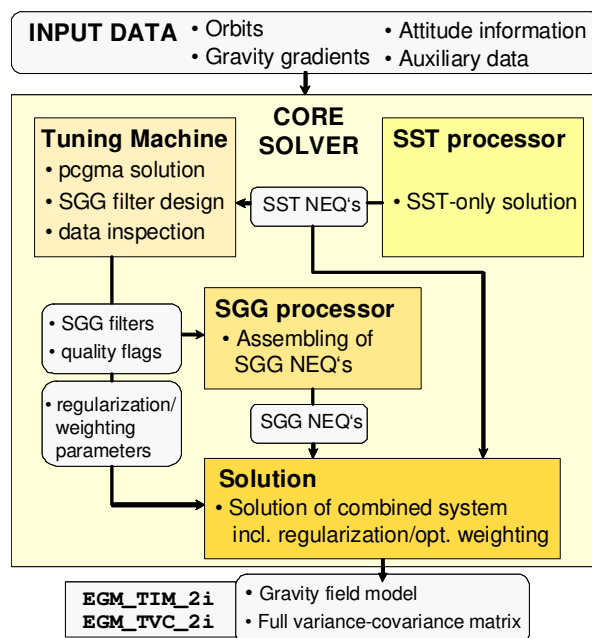 INPUT DATA • Orbits • Attitude information
• Gravity gradients • Auxiliary data
CORE
SOLVER
Tuning Machine
• pcgma solution
• SGG filter design
• data inspection
SST NEQ‘s
SST processor
• SST-only solution
• SGG filters
• quality flags
• regularization/
weighting
parameters
SGG processor
• Assembling of
SGG NEQ‘s
SGG NEQ‘s
Solution
• Solution of combined system
incl. regularization/opt. weighting
EGM_TIM_2i
EGM_TVC_2i
• Gravity field model
• Full variance-covariance matrix